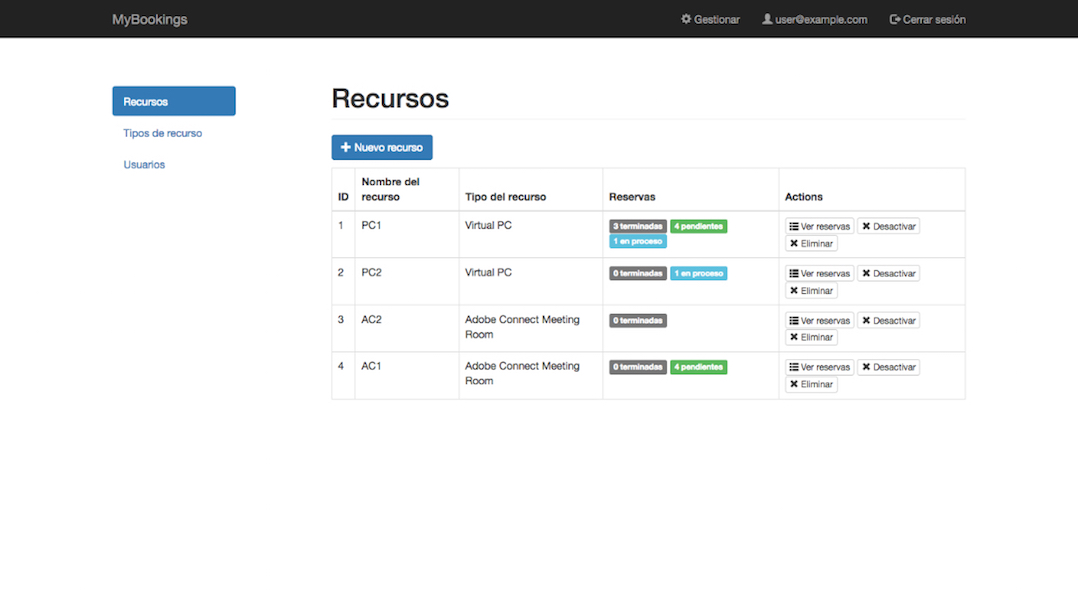 MyBookings Gestionar user@example.com Cerrar sesión
Recursos
Tipos de recurso
Usuarios
Recursos
Nuevo recurso
ID Nombre del recurso Tipo del recurso Reservas Actions
1 PC1 Virtual PC 3 terminadas 4 pendientes Ver reservas Desactivar
1 en proceso Eliminar
2 PC2 Virtual PC 0 terminadas 1 en proceso Ver reservas Desactivar
Eliminar
3 AC2 Adobe Connect Meeting 0 terminadas Ver reservas Desactivar
Room Eliminar
4 AC1 Adobe Connect Meeting 0 terminadas 4 pendientes Ver reservas Desactivar
Room Eliminar